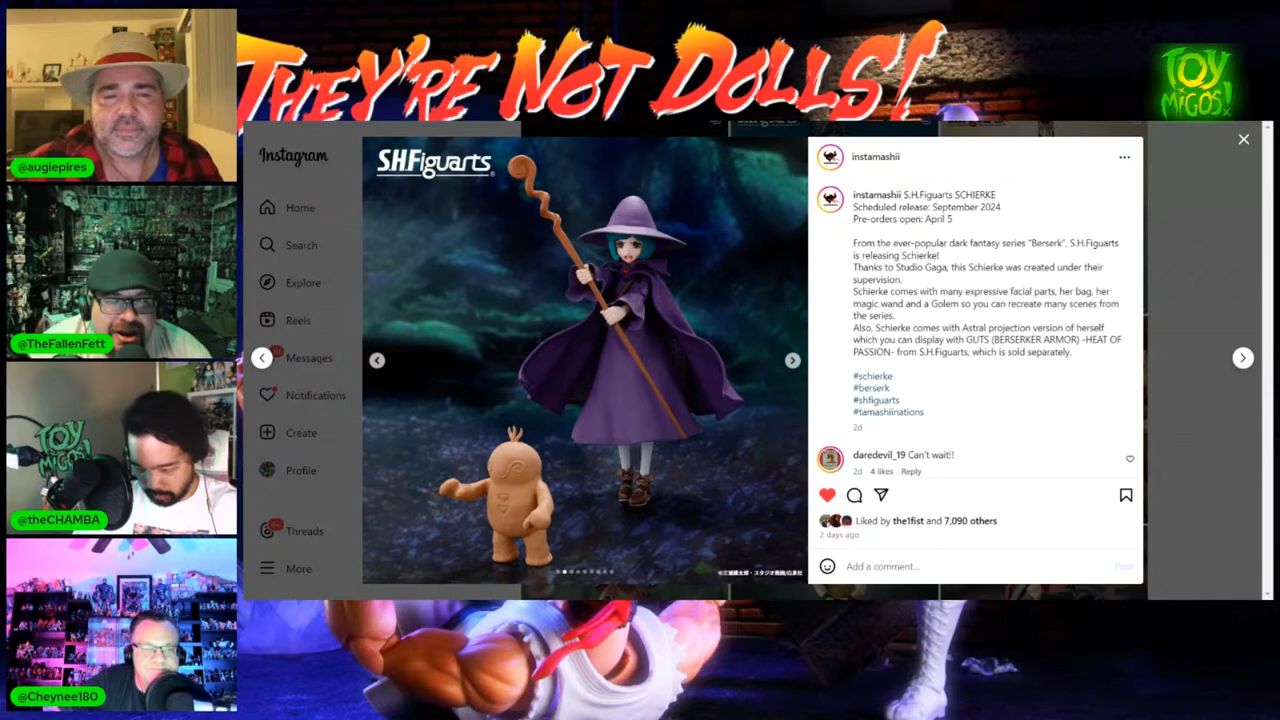 THEY'RE NOT DOLLS!
TOY
MiGOS!
@augiepires
@TheFallenFett
TOY
MiGOS!
@theCHAMBA
@Cheynee180
Instagram
Home
Search
Explore
Reels
Messages
Notifications
Create
Profile
Threads
More
S.H.Figuarts
instamashii
instamashii S.H.Figuarts SCHIERKE
Scheduled release: September 2024
Pre-orders open: April 5
From the ever-popular dark fantasy series "Berserk", S.H.Figuarts
is releasing Schierke!
Thanks to Studio Gaga, this Schierke was created under their
supervision.
Schierke comes with many expressive facial parts, her bag, her
magic wand and a Golem so you can recreate many scenes from
the series.
Also, Schierke comes with Astral projection version of herself
which you can display with GUTS (BERSERKER ARMOR) -HEAT OF
PASSION- from S.H.Figuarts, which is sold separately.
#schierke
#berserk
#shfiguarts
#tamashiinations
2d
daredevil_19 Can't wait!!
2d 4 likes Reply
Liked by the1fist and 7,090 others
2 days ago
Add a comment...
Post